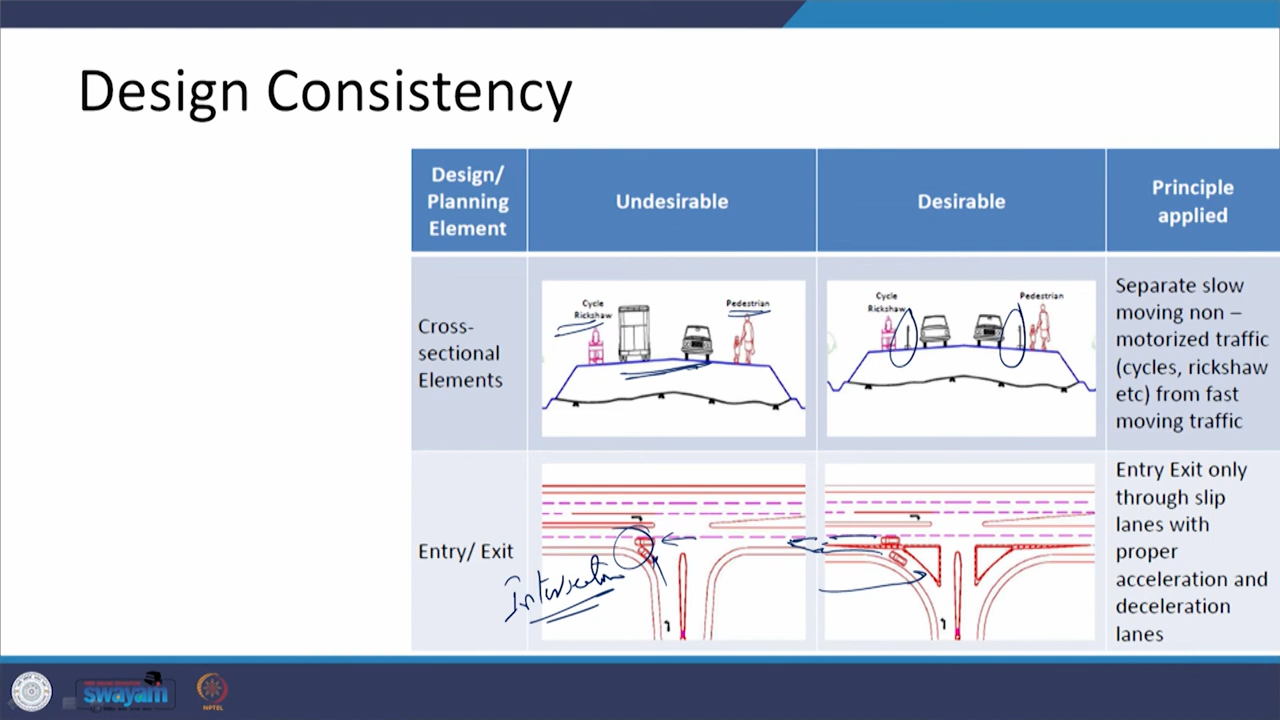 Design Consistency
Design/
Planning
Element
Undesirable
Desirable
Principle
applied
Cross-
sectional
Elements
Cycle
Rickshaw
Pedestrian
Cycle
Rickshaw
Pedestrian
Separate slow
moving non –
motorized traffic
(cycles, rickshaw
etc) from fast
moving traffic
Entry/ Exit
Intersection
Entry Exit only
through slip
lanes with
proper
acceleration and
deceleration
lanes
swayam
NPTEL